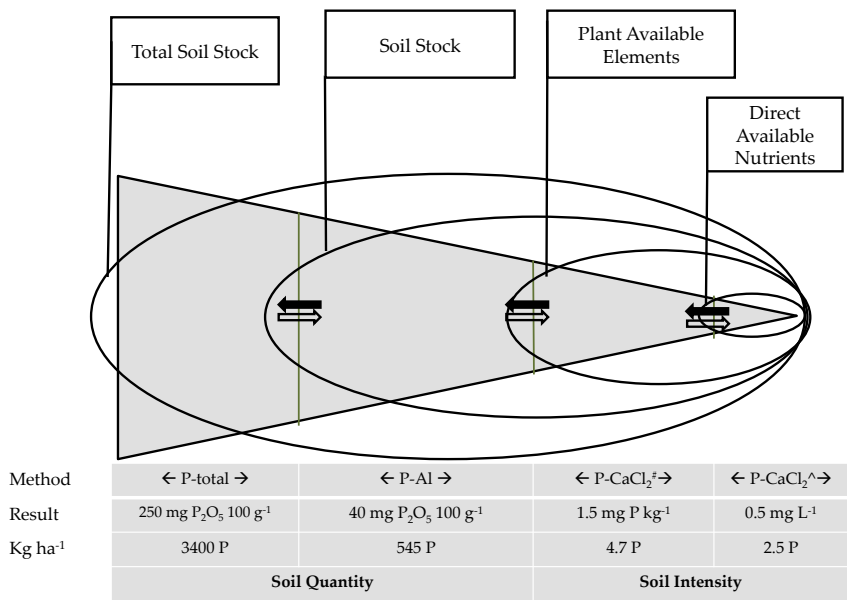 Total Soil Stock
Soil Stock
Plant Available
Elements
Direct
Available
Nutrients
Method ← P-total → ← P-Al → ← P-CaCl₂# → ← P-CaCl₂^ →
Result 250 mg P₂O₅ 100 g⁻¹ 40 mg P₂O₅ 100 g⁻¹ 1.5 mg P kg⁻¹ 0.5 mg L⁻¹
Kg ha⁻¹ 3400 P 545 P 4.7 P 2.5 P
Soil Quantity Soil Intensity